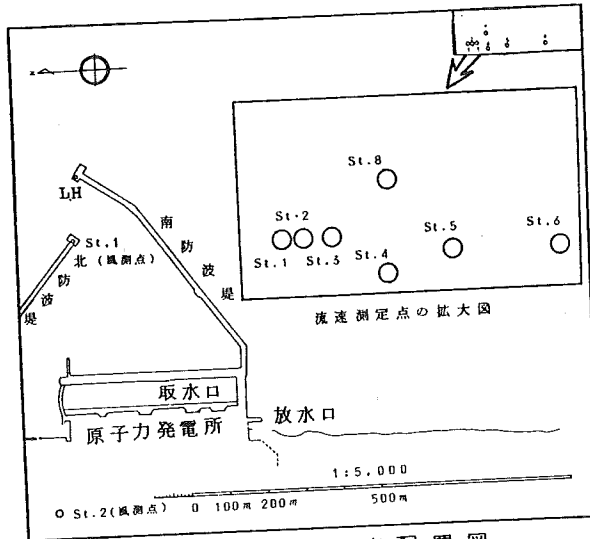 LH
St.1
北 (風測点)
防
波
堤
南
防
波
堤
St.8
St.2
St.1
St.3
St.4
St.5
St.6
流速測定点の拡大図
取水口
原子力発電所
放水口
1:5,000
St.2(風測点)
0 100m 200m 500m
配置図